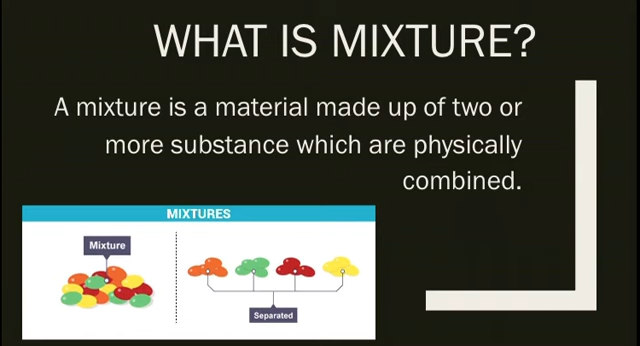 WHAT IS MIXTURE?
A mixture is a material made up of two or
more substance which are physically
combined.
MIXTURES
Mixture
Separated